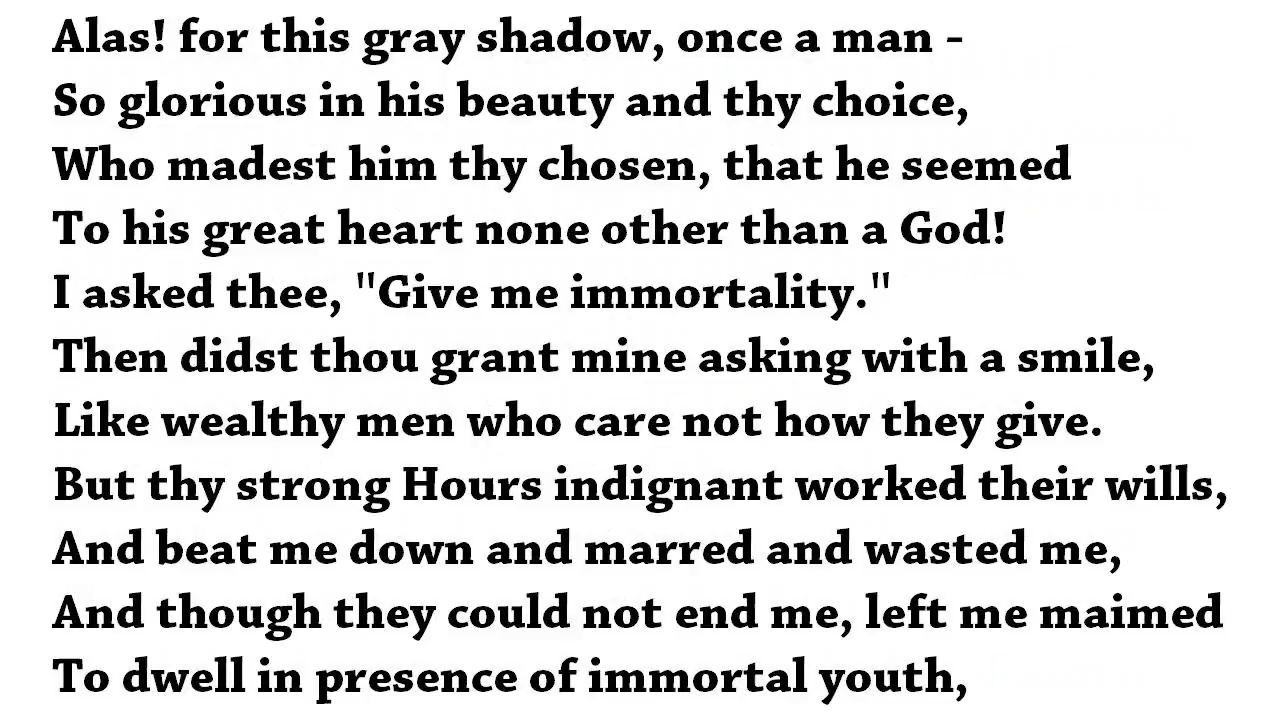 Alas! for this gray shadow, once a man -
So glorious in his beauty and thy choice,
Who madest him thy chosen, that he seemed
To his great heart none other than a God!
I asked thee, "Give me immortality."
Then didst thou grant mine asking with a smile,
Like wealthy men who care not how they give.
But thy strong Hours indignant worked their wills,
And beat me down and marred and wasted me,
And though they could not end me, left me maimed
To dwell in presence of immortal youth,